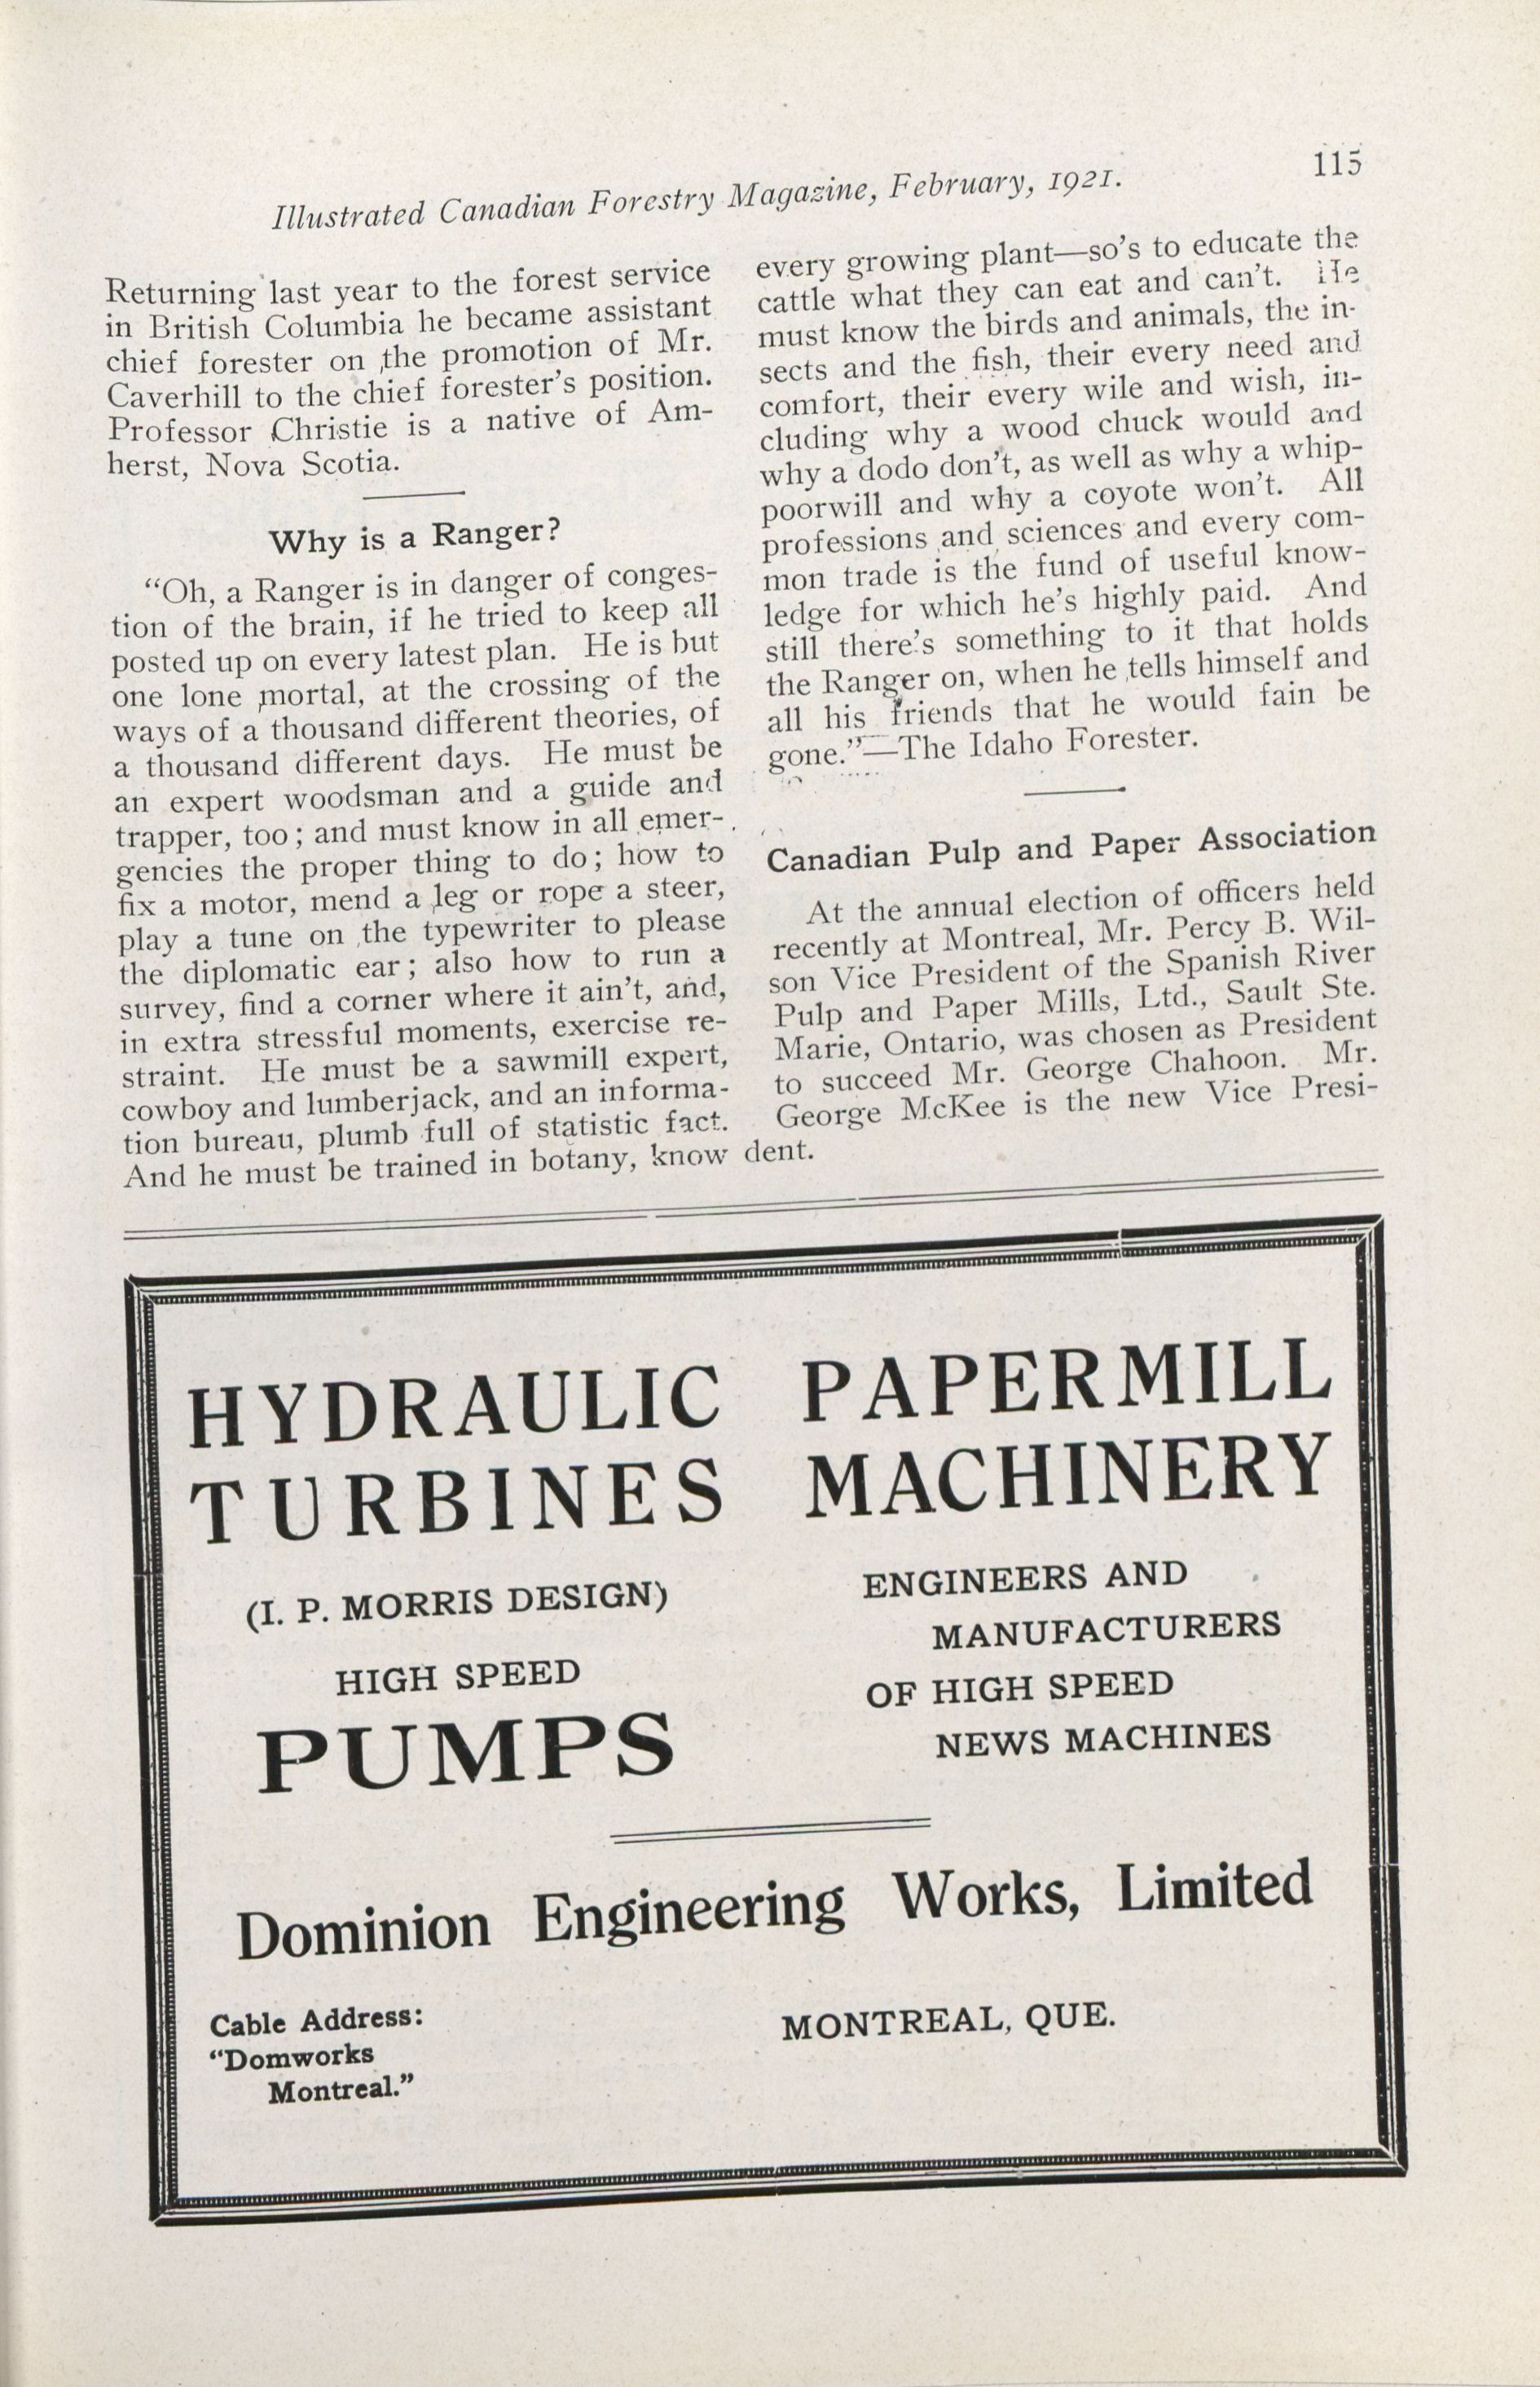 115
Illustrated Canadian Forestry Magazine, February, 1921.
Returning last year to the forest service
in British Columbia he became assistant
chief forester on the promotion of Mr.
Caverhill to the chief forester's position.
Professor Christie is a native of Am-
herst, Nova Scotia.
Why is a Ranger?
"Oh, a Ranger is in danger of conges-
tion of the brain, if he tried to keep all
posted up on every latest plan. He is but
one lone mortal, at the crossing of the
ways of a thousand different theories, of
a thousand different days. He must be
an expert woodsman and a guide and
trapper, too; and must know in all emer-
gencies the proper thing to do; how to
fix a motor, mend a leg or rope a steer,
play a tune on the typewriter to please
the diplomatic ear; also how to run a
survey, find a corner where it ain't, and,
in extra stressful moments, exercise re-
straint. He must be a sawmill expert,
cowboy and lumberjack, and an informa-
tion bureau, plumb full of statistic fact.
And he must be trained in botany, know
every growing plant—so's to educate the
cattle what they can eat and can't. He
must know the birds and animals, the in-
sects and the fish, their every need and
comfort, their every wile and wish, in-
cluding why a wood chuck would and
why a dodo don't, as well as why a whip-
poorwill and why a coyote won't. All
professions and sciences and every com-
mon trade is the fund of useful know-
ledge for which he's highly paid. And
still there's something to it that holds
the Ranger on, when he tells himself and
all his friends that he would fain be
gone."—The Idaho Forester.
Canadian Pulp and Paper Association
At the annual election of officers held
recently at Montreal, Mr. Percy B. Wil-
son Vice President of the Spanish River
Pulp and Paper Mills, Ltd., Sault Ste.
Marie, Ontario, was chosen as President
to succeed Mr. George Chahoon. Mr.
George McKee is the new Vice Presi-
dent.
HYDRAULIC
TURBINES
(I. P. MORRIS DESIGN)
HIGH SPEED
PUMPS
PAPERMILL
MACHINERY
ENGINEERS AND
MANUFACTURERS
OF HIGH SPEED
NEWS MACHINES
Dominion Engineering Works, Limited
Cable Address:
"Domworks
Montreal."
MONTREAL, QUE.